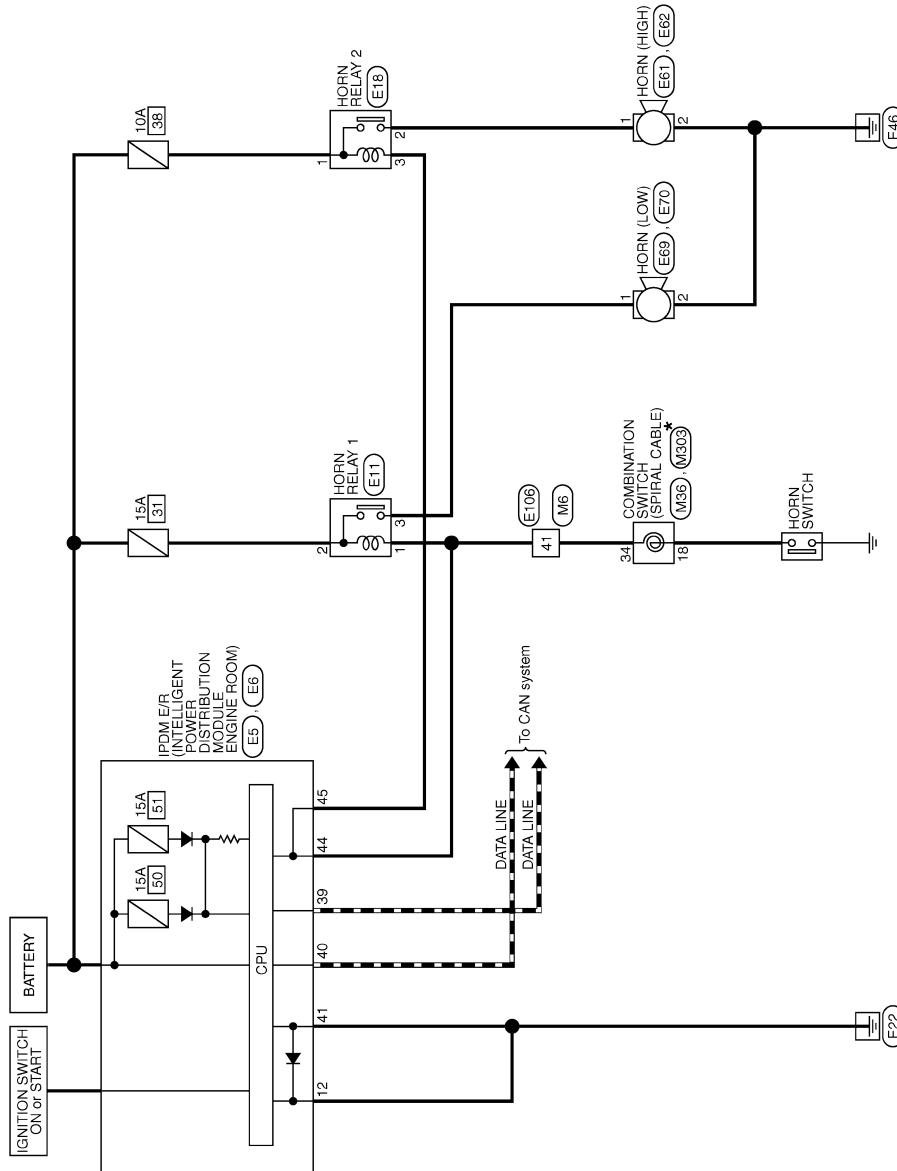 IGNITION SWITCH
ON or START
BATTERY
15A
50
15A
51
CPU
IPDM E/R
(INTELLIGENT
POWER
DISTRIBUTION
MODULE
ENGINE ROOM)
E5 , E6
12
41
40
39
44
45
DATA LINE
DATA LINE
To CAN system
E22
15A
31
2
HORN
RELAY 1
E11
1
3
41
E106
M6
34
18
COMBINATION
SWITCH
(SPIRAL CABLE)
*
M36 , M303
HORN
SWITCH
10A
38
1
HORN
RELAY 2
E18
3
2
1
2
HORN (LOW)
E69 , E70
1
2
HORN (HIGH)
E61 , E62
E46